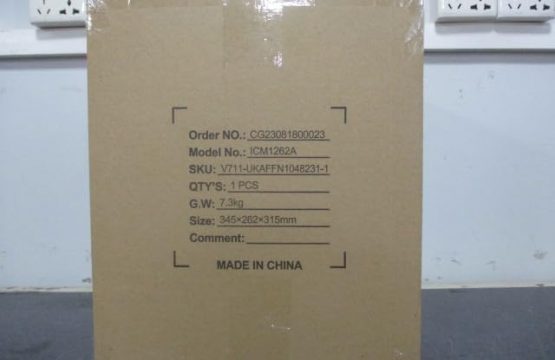 Order NO.: CG23081800023
Model No.: ICM1262A
SKU: V711-UKAFFN1048231-1
QTY'S: 1 PCS
G.W: 7.3kg
Size: 345×262×315mm
Comment:
MADE IN CHINA